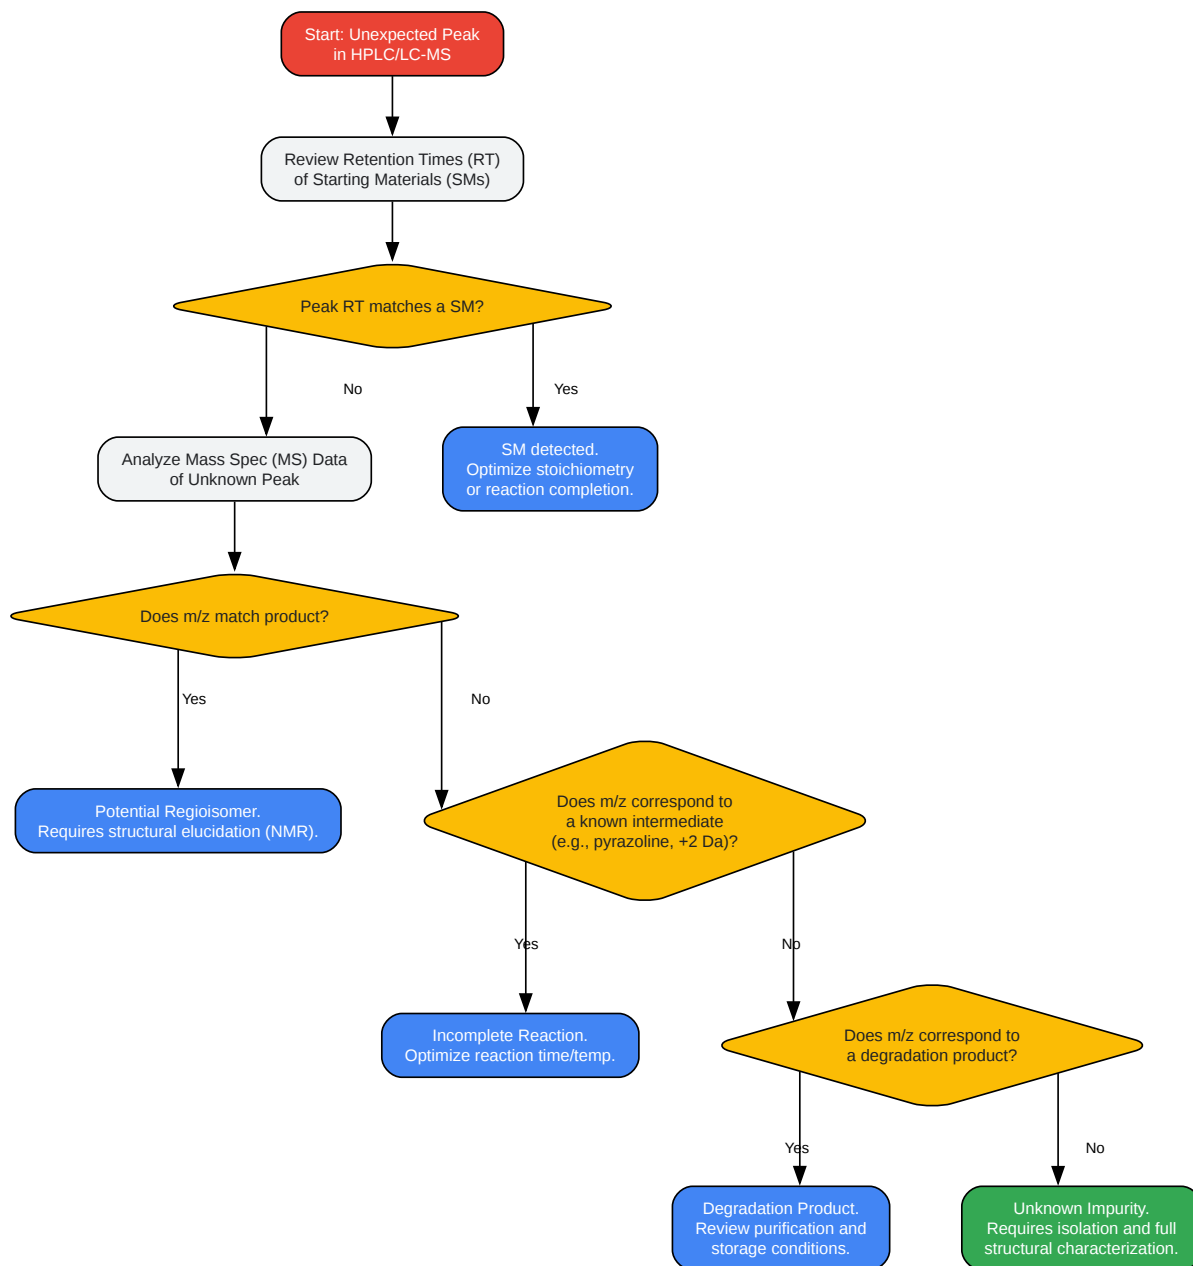 Start: Unexpected Peak
in HPLC/LC-MS
Review Retention Times (RT)
of Starting Materials (SMs)
Peak RT matches a SM?
No
Yes
Analyze Mass Spec (MS) Data
of Unknown Peak
SM detected.
Optimize stoichiometry
or reaction completion.
Does m/z match product?
Yes
No
Potential Regioisomer.
Requires structural elucidation (NMR).
Does m/z correspond to
a known intermediate
(e.g., pyrazoline, +2 Da)?
Yes
No
Incomplete Reaction.
Optimize reaction time/temp.
Does m/z correspond to
a degradation product?
Yes
No
Degradation Product.
Review purification and
storage conditions.
Unknown Impurity.
Requires isolation and full
structural characterization.